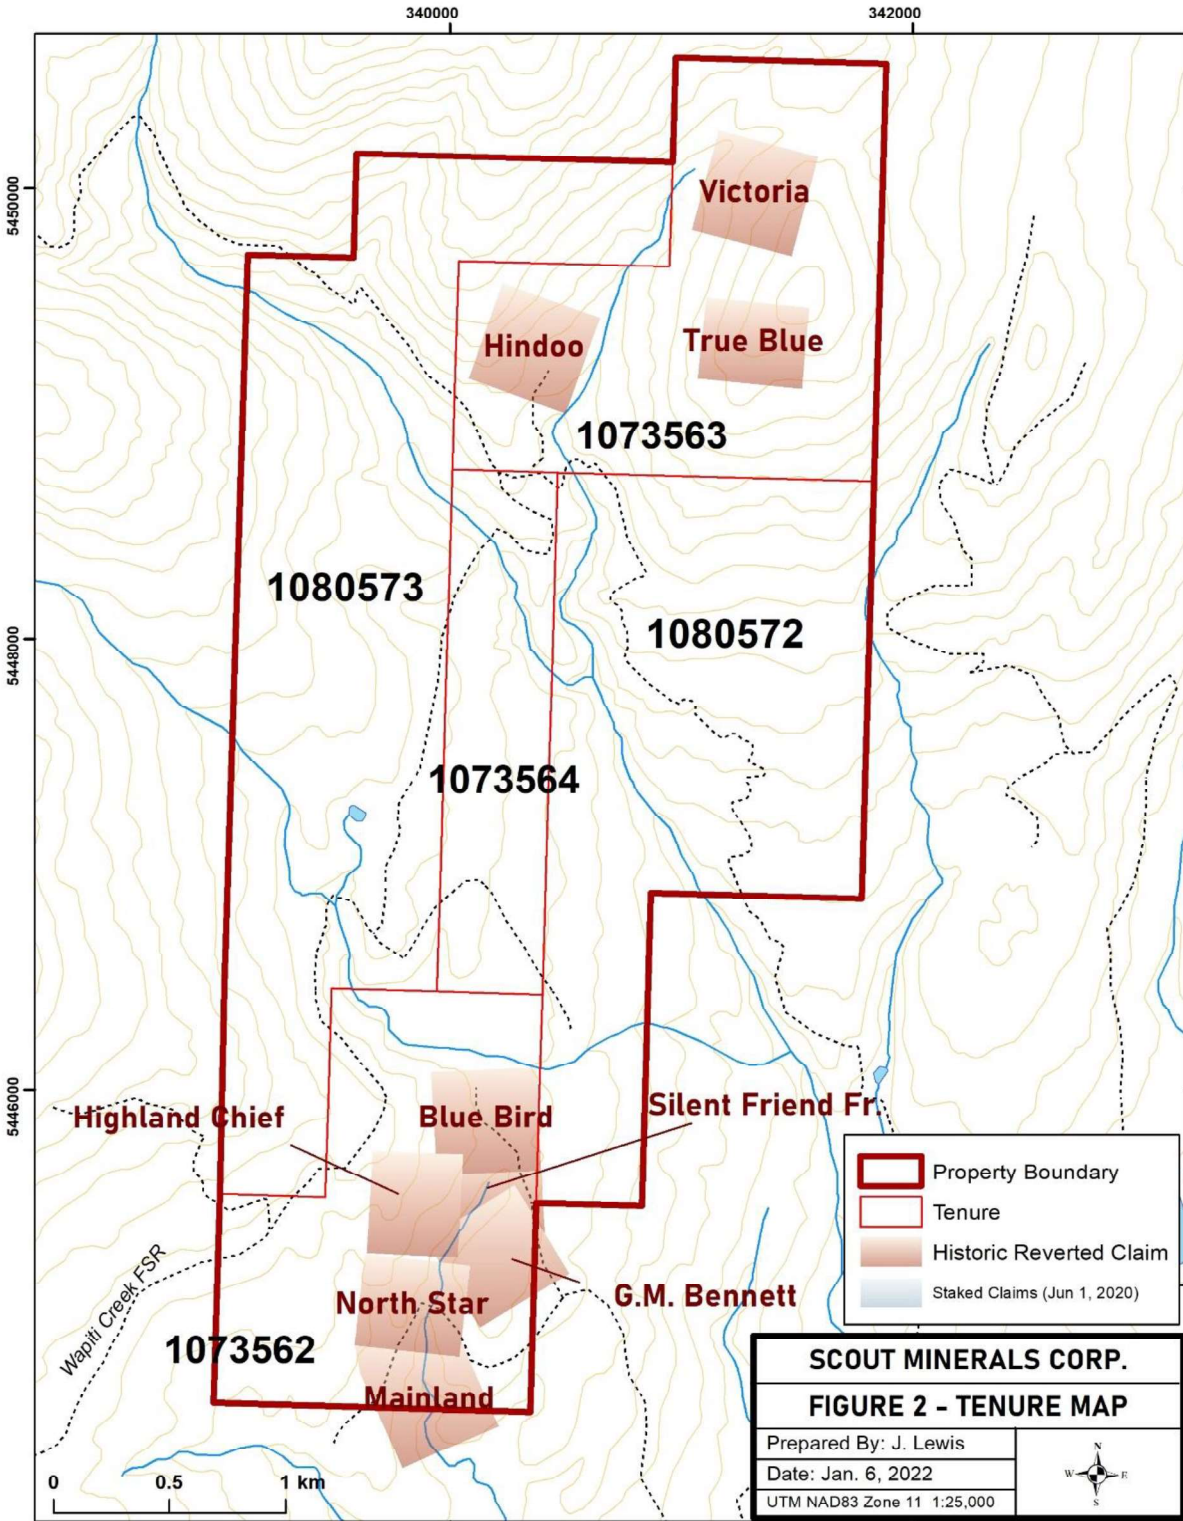 340000
342000
5450000
5448000
5446000
Victoria
Hindoo
True Blue
1073563
1080573
1080572
1073564
Highland Chief
Blue Bird
Silent Friend Fr.
North Star
G.M. Bennett
Wapiti Creek FSR
1073562
Mainland
0 0.5 1 km
Property Boundary
Tenure
Historic Reverted Claim
Staked Claims (Jun 1, 2020)
SCOUT MINERALS CORP.
FIGURE 2 - TENURE MAP
Prepared By: J. Lewis
Date: Jan. 6, 2022
UTM NAD83 Zone 11 1:25,000
N
W E
S